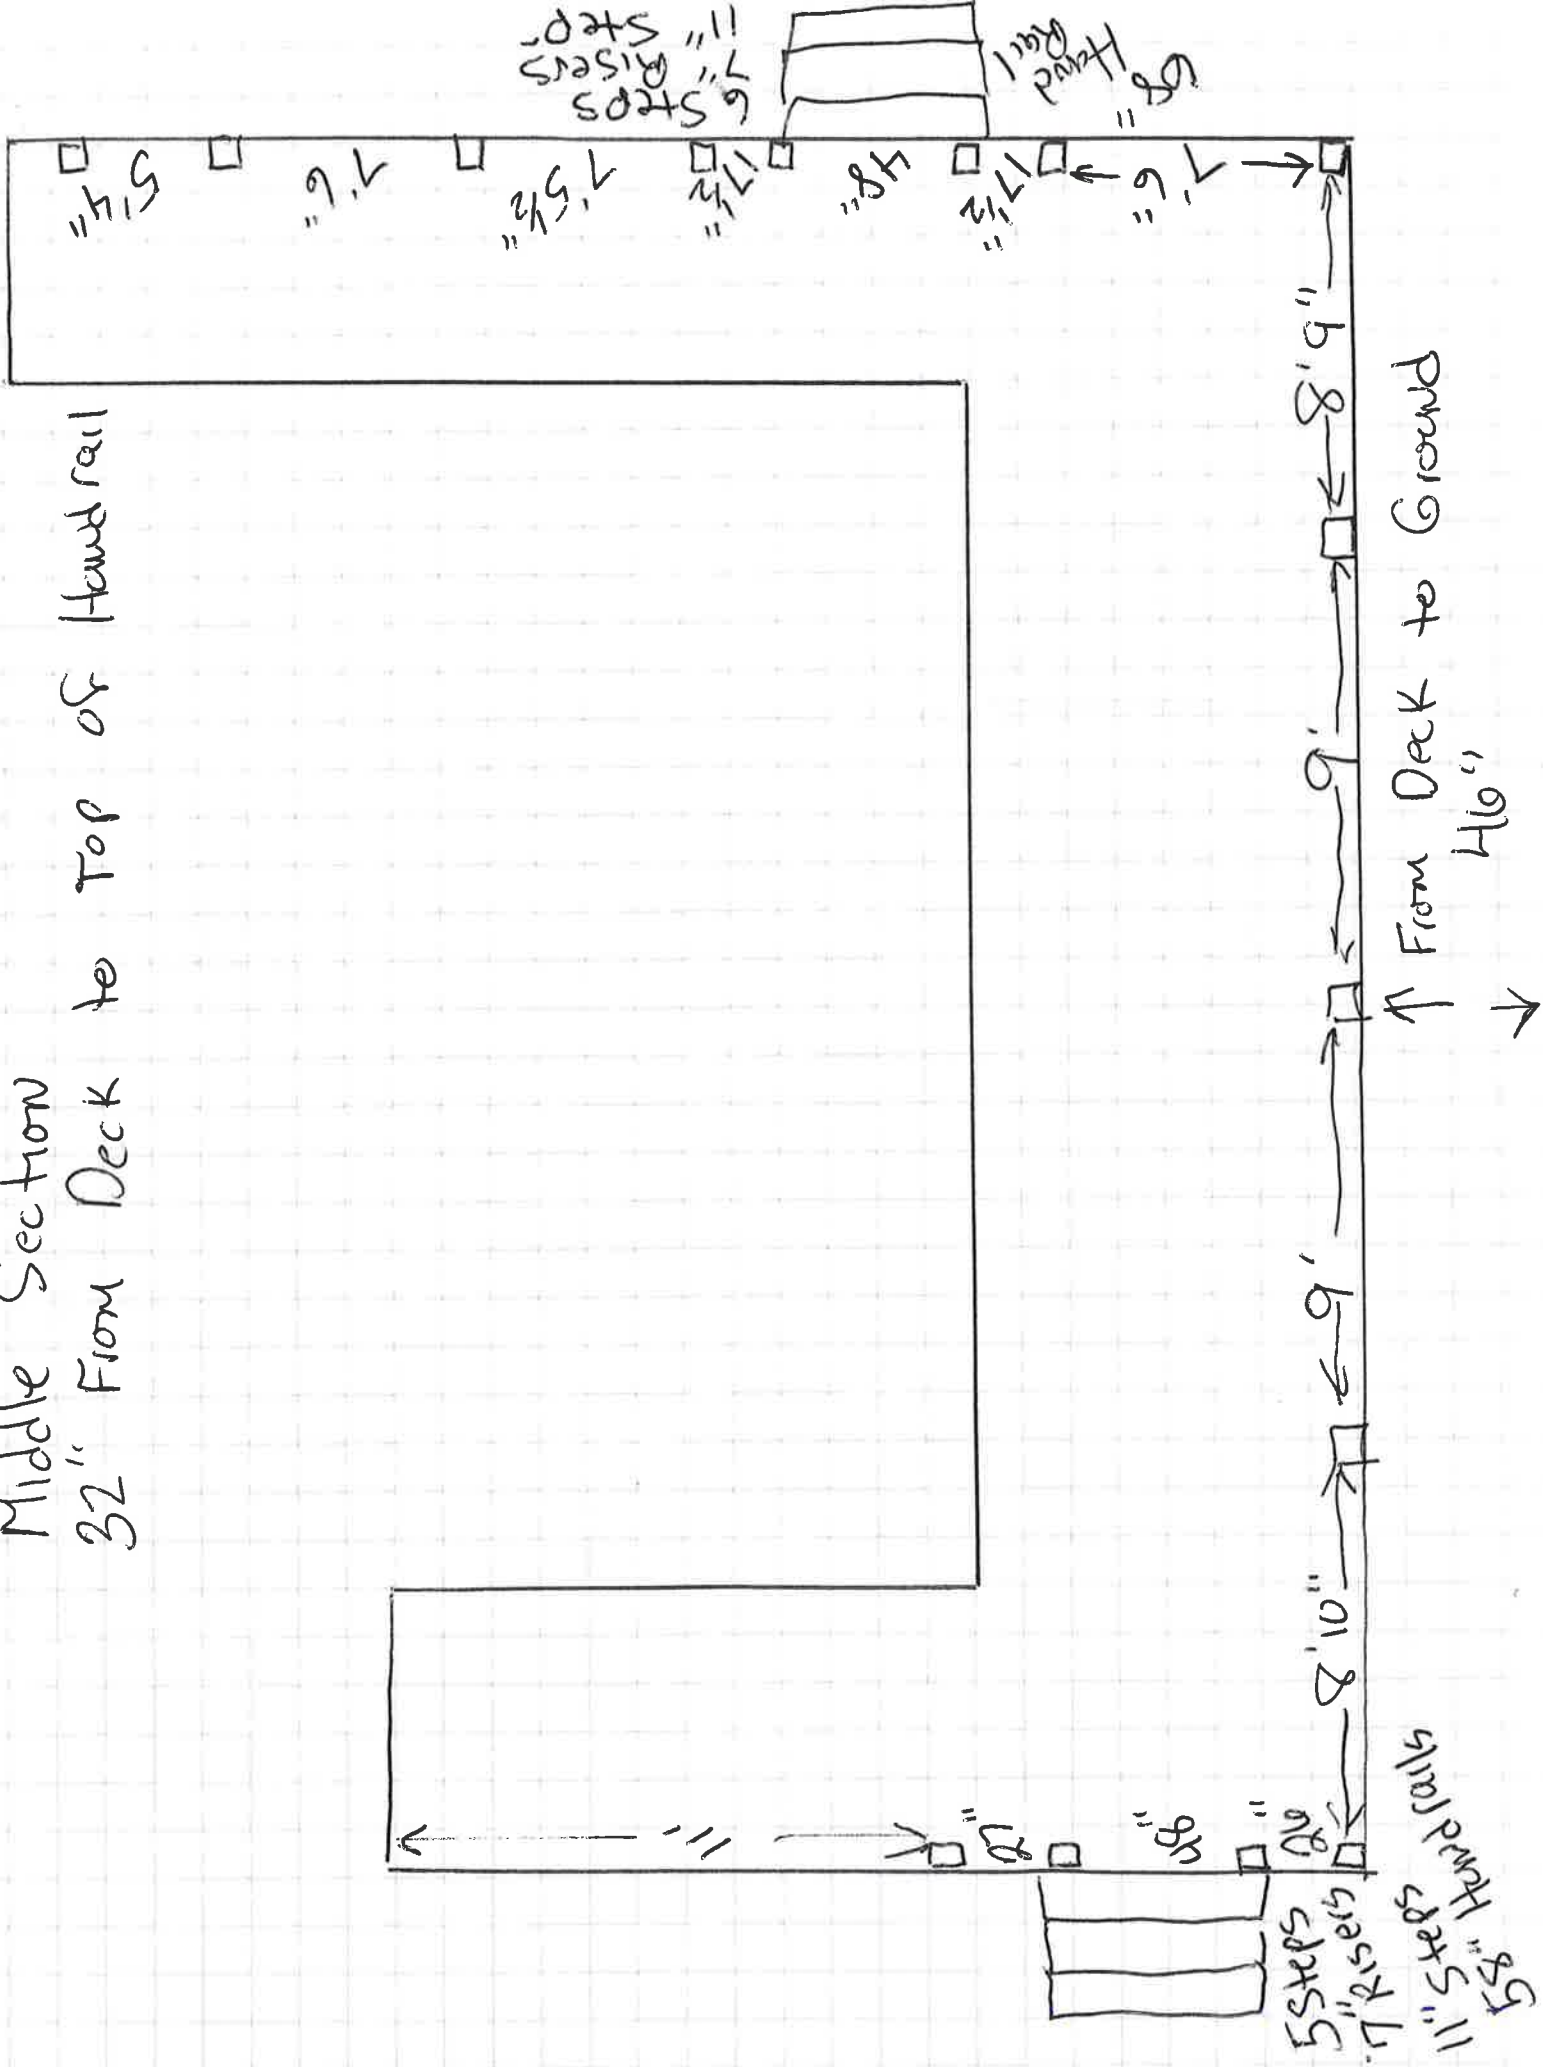 Middle Section
32" From Deck to Top of Handrail
5'4"
7'6"
7'5½"
17½"
48"
17½"
7'6"
6 Steps
7" Risers
11" Step
68"
Hand
Rail
8'9"
9'
9'
8'10"
From Deck to Ground
46"
11'
27"
48"
26"
5 Steps
7" Risers
11" Steps
58" Handrails